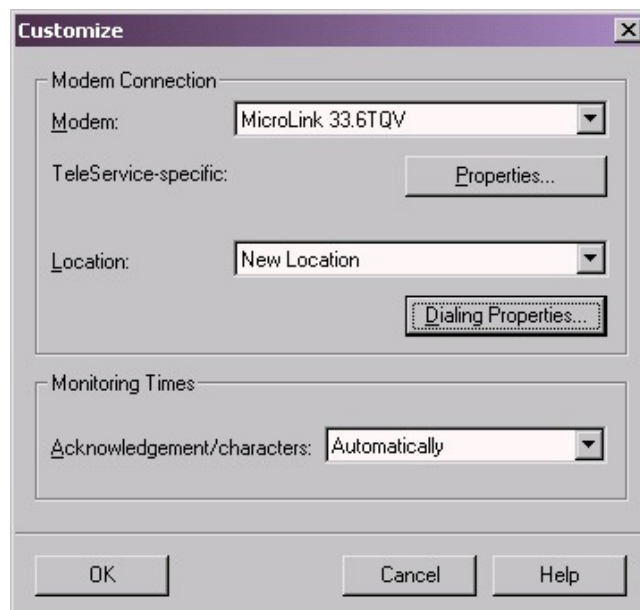 Customize
Modem Connection
Modem: MicroLink 33.6TQV
TeleService-specific: Properties...
Location: New Location
Dialing Properties...
Monitoring Times
Acknowledgement/characters: Automatically
OK Cancel Help